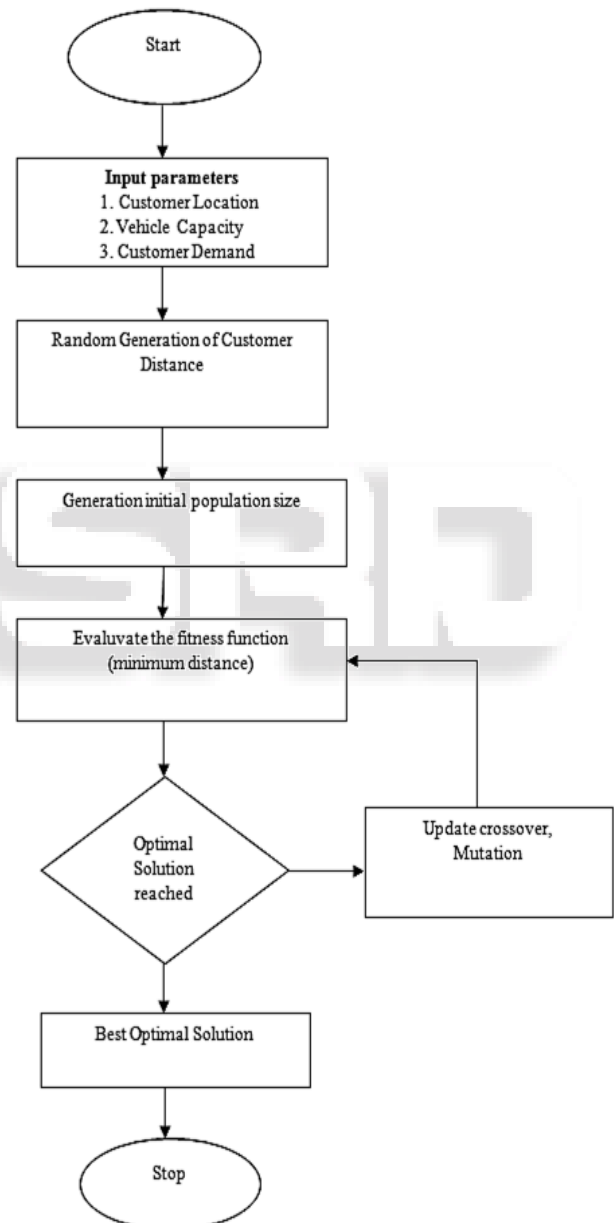 Start
Input parameters
1. Customer Location
2. Vehicle Capacity
3. Customer Demand
Random Generation of Customer
Distance
Generation initial population size
Evaluvate the fitness function
(minimum distance)
Optimal
Solution
reached
Update crossover,
Mutation
Best Optimal Solution
Stop